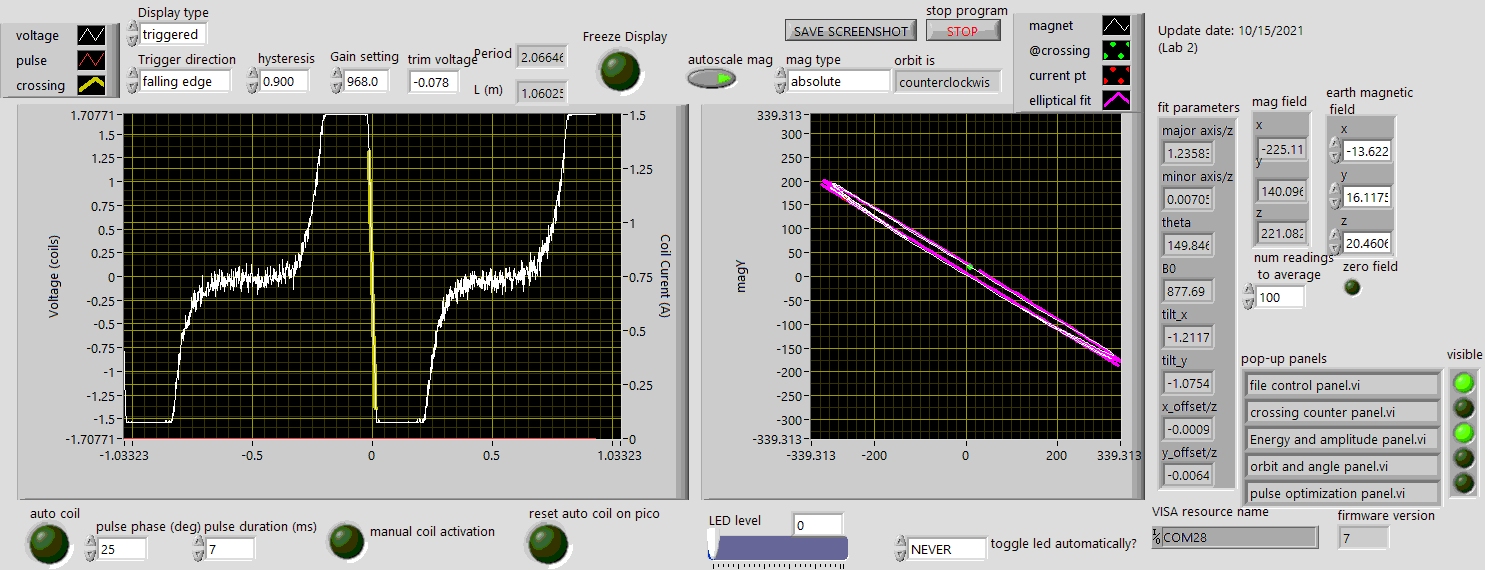 Display type
triggered
voltage
pulse
crossing
Trigger direction
falling edge
hysteresis
0.900
Gain setting
968.0
trim voltage
-0.078
Period
2.06646
L (m)
1.06025
Freeze Display
SAVE SCREENSHOT
stop program
STOP
autoscale mag
mag type
absolute
orbit is
counterclockwis
magnet
@crossing
current pt
elliptical fit
Update date: 10/15/2021
(Lab 2)
Voltage (coils)
1.70771
1.5
1.25
1
0.75
0.5
0.25
0
-0.25
-0.5
-0.75
-1
-1.25
-1.5
-1.70771
-1.03323
-0.5
0
0.5
1.03323
1.5
1.25
1
0.75
0.5
0.25
0
Coil Current (A)
magY
339.313
300
250
200
150
100
50
0
-50
-100
-150
-200
-250
-300
-339.313
-339.313
-200
0
200
339.313
fit parameters
major axis/z
1.23583
minor axis/z
0.00705
theta
149.846
B0
877.69
tilt_x
-1.2117
tilt_y
-1.0754
x_offset/z
-0.0009
y_offset/z
-0.0064
mag field
x
-225.11
y
140.096
z
221.082
earth magnetic
field
x
-13.622
y
16.1175
z
20.4606
num readings
to average
100
zero field
pop-up panels
visible
file control panel.vi
crossing counter panel.vi
Energy and amplitude panel.vi
orbit and angle panel.vi
pulse optimization panel.vi
auto coil
pulse phase (deg)
25
pulse duration (ms)
7
manual coil activation
reset auto coil on pico
LED level
0
NEVER
toggle led automatically?
VISA resource name
COM28
firmware version
7